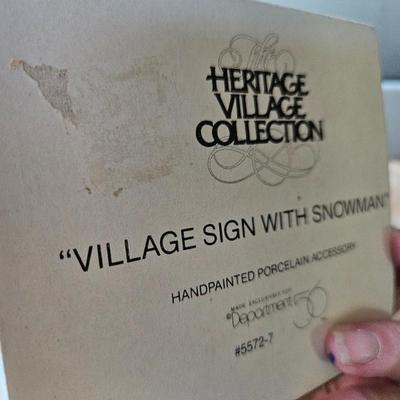 The
HERITAGE
VILLAGE
COLLECTION
"VILLAGE SIGN WITH SNOWMAN"
HANDPAINTED PORCELAIN ACCESSORY
MADE EXCLUSIVELY FOR
©Department 56
#5572-7